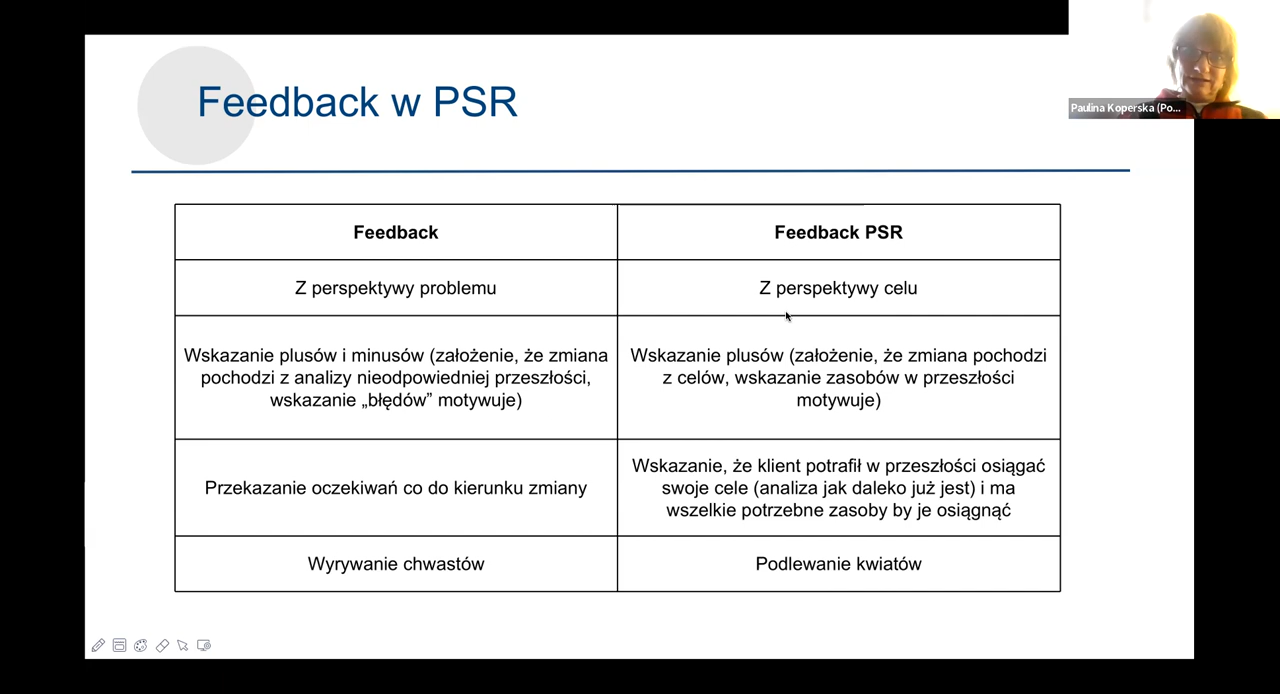 Feedback w PSR
Paulina Koperska (Po...
Feedback
Feedback PSR
Z perspektywy problemu
Z perspektywy celu
Wskazanie plusów i minusów (założenie, że zmiana
pochodzi z analizy nieodpowiedniej przeszłości,
wskazanie „błędów” motywuje)
Wskazanie plusów (założenie, że zmiana pochodzi
z celów, wskazanie zasobów w przeszłości
motywuje)
Przekazanie oczekiwań co do kierunku zmiany
Wskazanie, że klient potrafił w przeszłości osiągać
swoje cele (analiza jak daleko już jest) i ma
wszelkie potrzebne zasoby by je osiągnąć
Wyrywanie chwastów
Podlewanie kwiatów